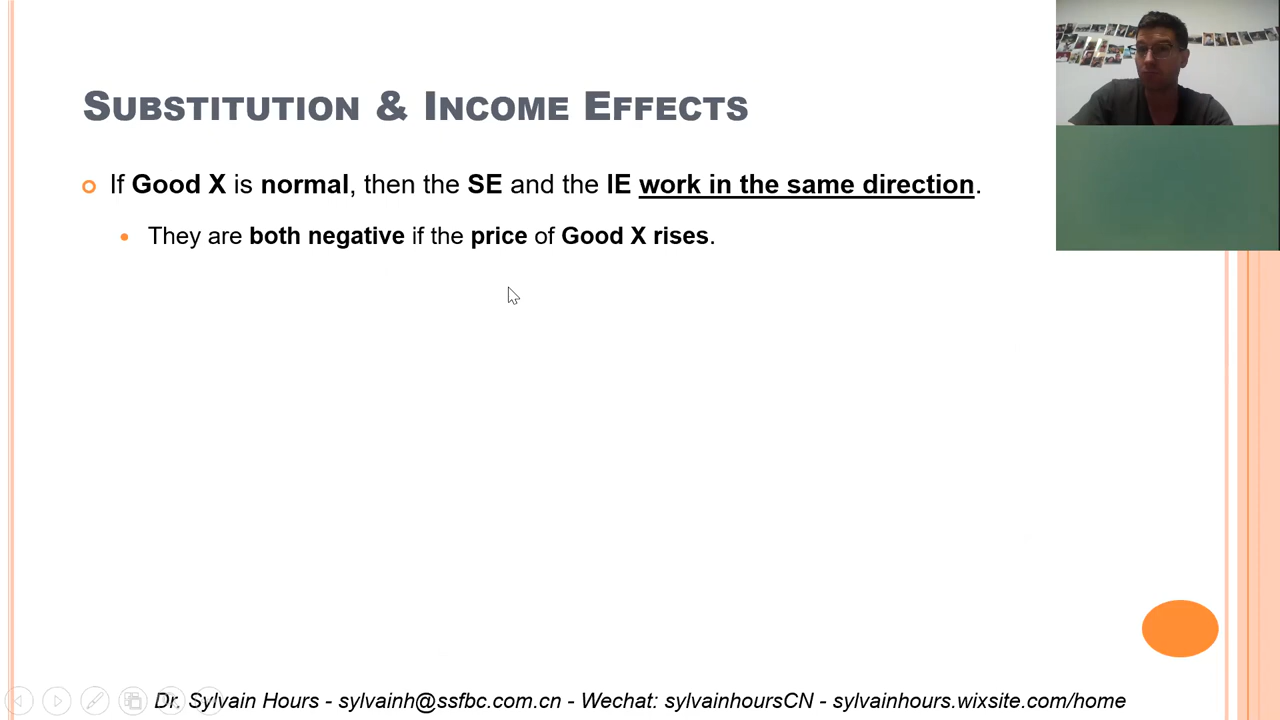 SUBSTITUTION & INCOME EFFECTS
If Good X is normal, then the SE and the IE work in the same direction.
They are both negative if the price of Good X rises.
Dr. Sylvain Hours - sylvainh@ssfbc.com.cn - Wechat: sylvainhoursCN - sylvainhours.wixsite.com/home